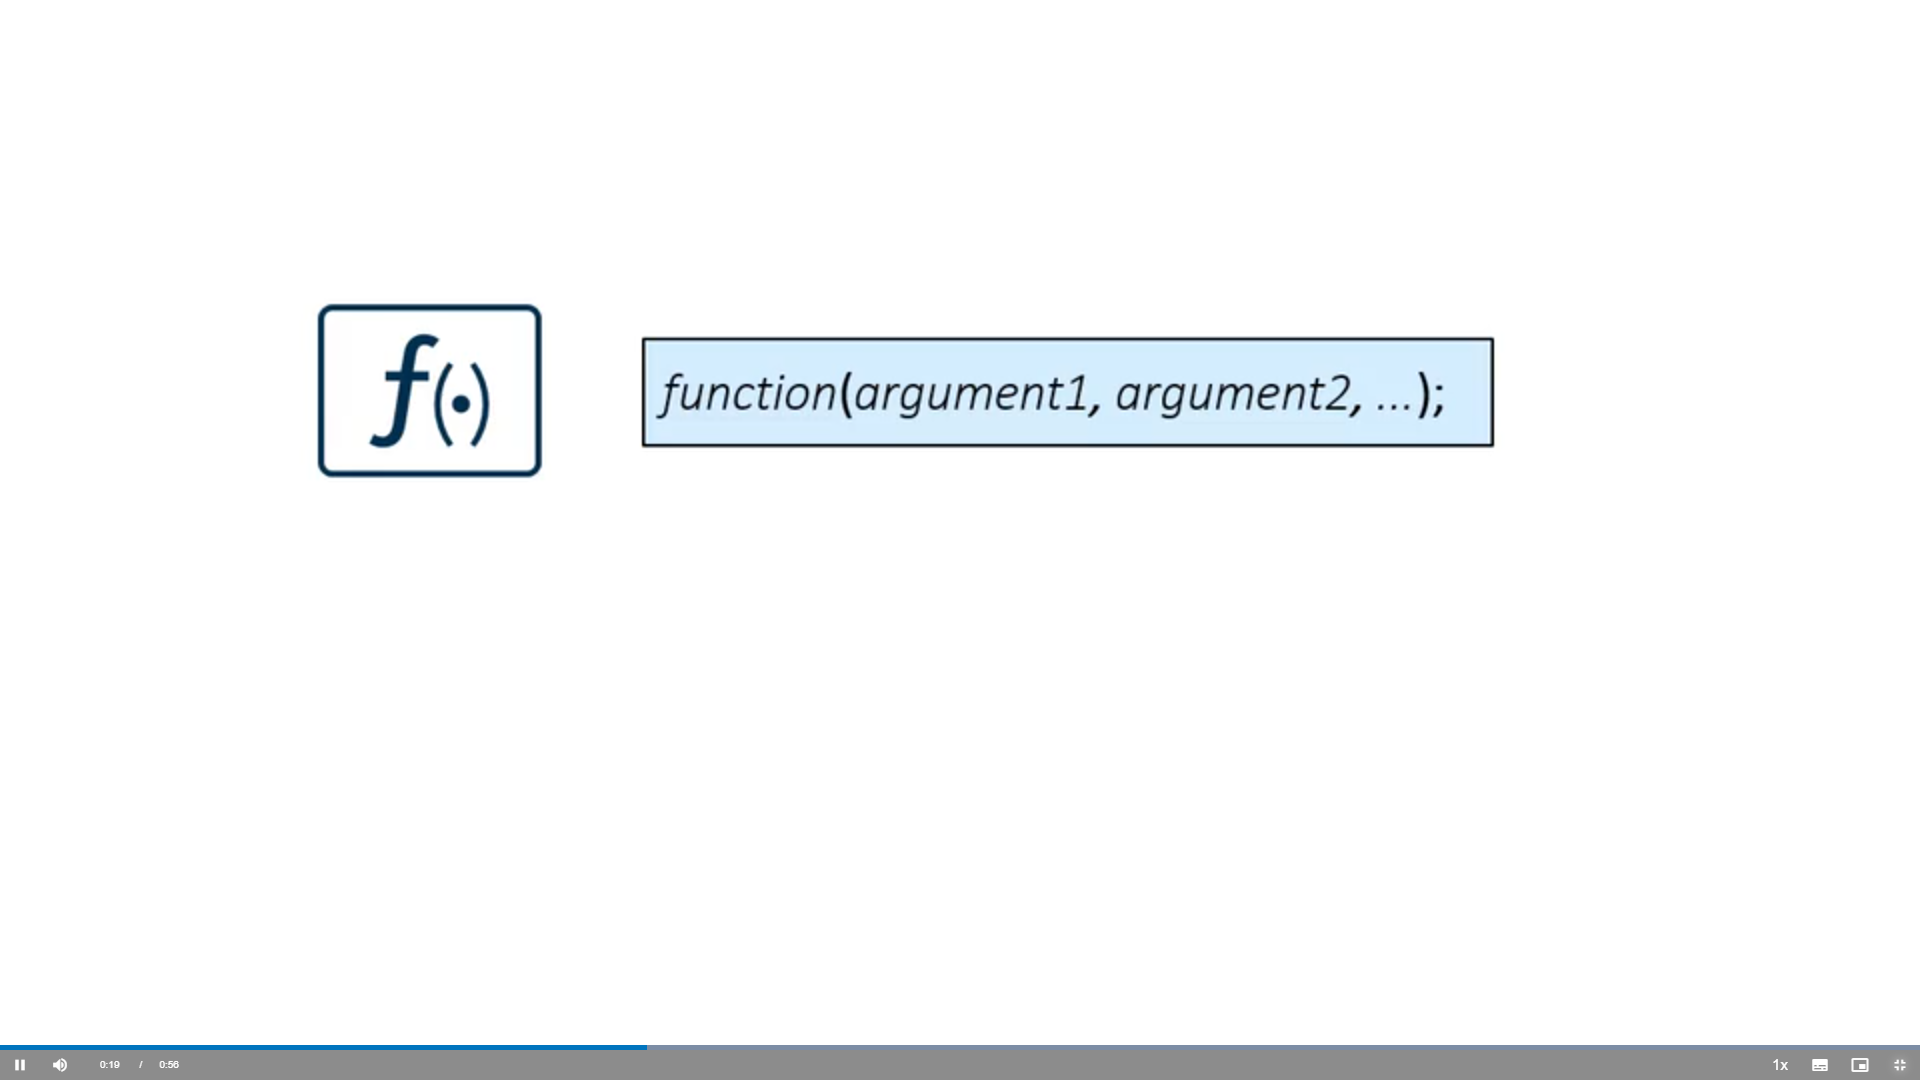 f(·)
function(argument1, argument2, ...);
0:19 / 0:56
1x